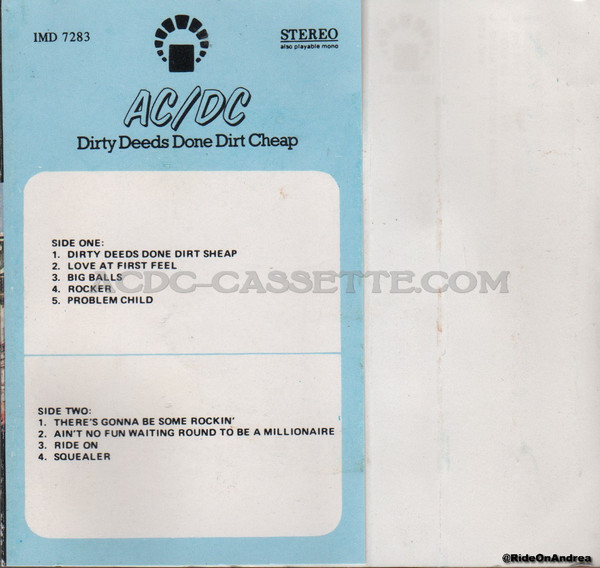 IMD 7283
STEREO
also playable mono
AC/DC
Dirty Deeds Done Dirt Cheap
SIDE ONE:
1. DIRTY DEEDS DONE DIRT SHEAP
2. LOVE AT FIRST FEEL
3. BIG BALLS
4. ROCKER
5. PROBLEM CHILD
ACDC-CASSETTE.COM
SIDE TWO:
1. THERE'S GONNA BE SOME ROCKIN'
2. AIN'T NO FUN WAITING ROUND TO BE A MILLIONAIRE
3. RIDE ON
4. SQUEALER
@RideOnAndrea